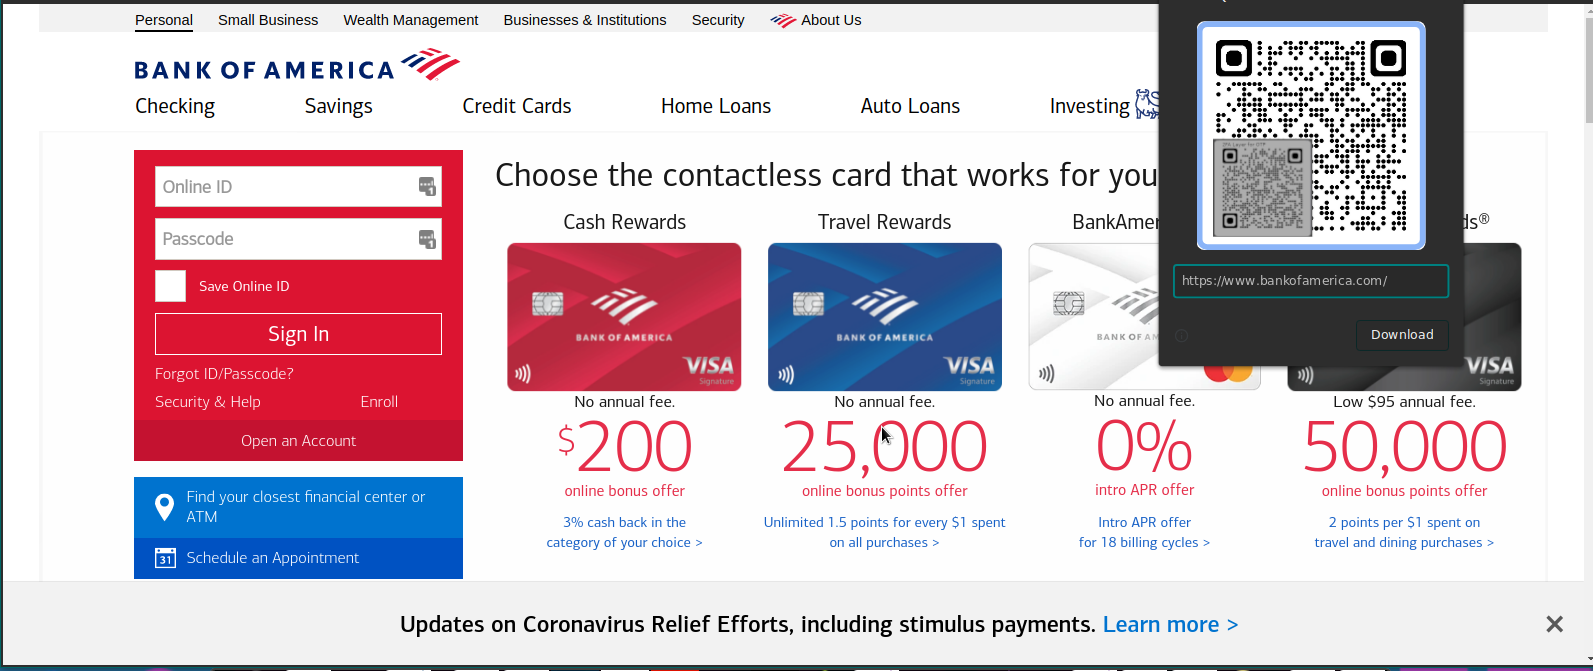 Personal Small Business Wealth Management Businesses & Institutions Security About Us
BANK OF AMERICA
Checking Savings Credit Cards Home Loans Auto Loans Investing
Online ID
Passcode
Save Online ID
Sign In
Forgot ID/Passcode?
Security & Help Enroll
Open an Account
Find your closest financial center or
ATM
31 Schedule an Appointment
Choose the contactless card that works for you
Cash Rewards
BANK OF AMERICA
VISA
Signature
No annual fee.
$200
online bonus offer
3% cash back in the
category of your choice >
Travel Rewards
BANK OF AMERICA
VISA
Signature
No annual fee.
25,000
online bonus points offer
Unlimited 1.5 points for every $1 spent
on all purchases >
BankAmer
BANK OF A
No annual fee.
0%
intro APR offer
Intro APR offer
for 18 billing cycles >
ds®
VISA
Signature
Low $95 annual fee.
50,000
online bonus points offer
2 points per $1 spent on
travel and dining purchases >
https://www.bankofamerica.com/
Download
Updates on Coronavirus Relief Efforts, including stimulus payments. Learn more >